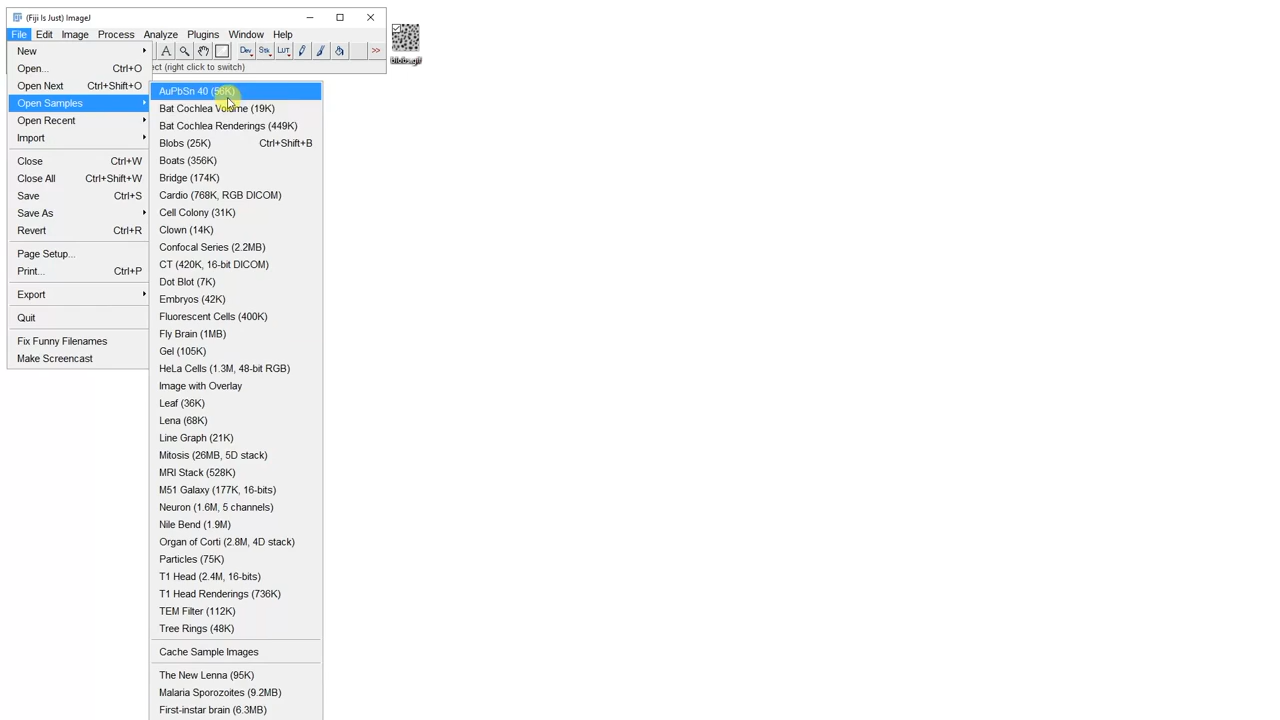 (Fiji Is Just) ImageJ
File Edit Image Process Analyze Plugins Window Help
Dev Stk LUT >>
ect (right click to switch)
blobs.gif
New
Open... Ctrl+O
Open Next Ctrl+Shift+O
Open Samples
Open Recent
Import
Close Ctrl+W
Close All Ctrl+Shift+W
Save Ctrl+S
Save As
Revert Ctrl+R
Page Setup...
Print... Ctrl+P
Export
Quit
Fix Funny Filenames
Make Screencast
AuPbSn 40 (56K)
Bat Cochlea Volume (19K)
Bat Cochlea Renderings (449K)
Blobs (25K) Ctrl+Shift+B
Boats (356K)
Bridge (174K)
Cardio (768K, RGB DICOM)
Cell Colony (31K)
Clown (14K)
Confocal Series (2.2MB)
CT (420K, 16-bit DICOM)
Dot Blot (7K)
Embryos (42K)
Fluorescent Cells (400K)
Fly Brain (1MB)
Gel (105K)
HeLa Cells (1.3M, 48-bit RGB)
Image with Overlay
Leaf (36K)
Lena (68K)
Line Graph (21K)
Mitosis (26MB, 5D stack)
MRI Stack (528K)
M51 Galaxy (177K, 16-bits)
Neuron (1.6M, 5 channels)
Nile Bend (1.9M)
Organ of Corti (2.8M, 4D stack)
Particles (75K)
T1 Head (2.4M, 16-bits)
T1 Head Renderings (736K)
TEM Filter (112K)
Tree Rings (48K)
Cache Sample Images
The New Lenna (95K)
Malaria Sporozoites (9.2MB)
First-instar brain (6.3MB)